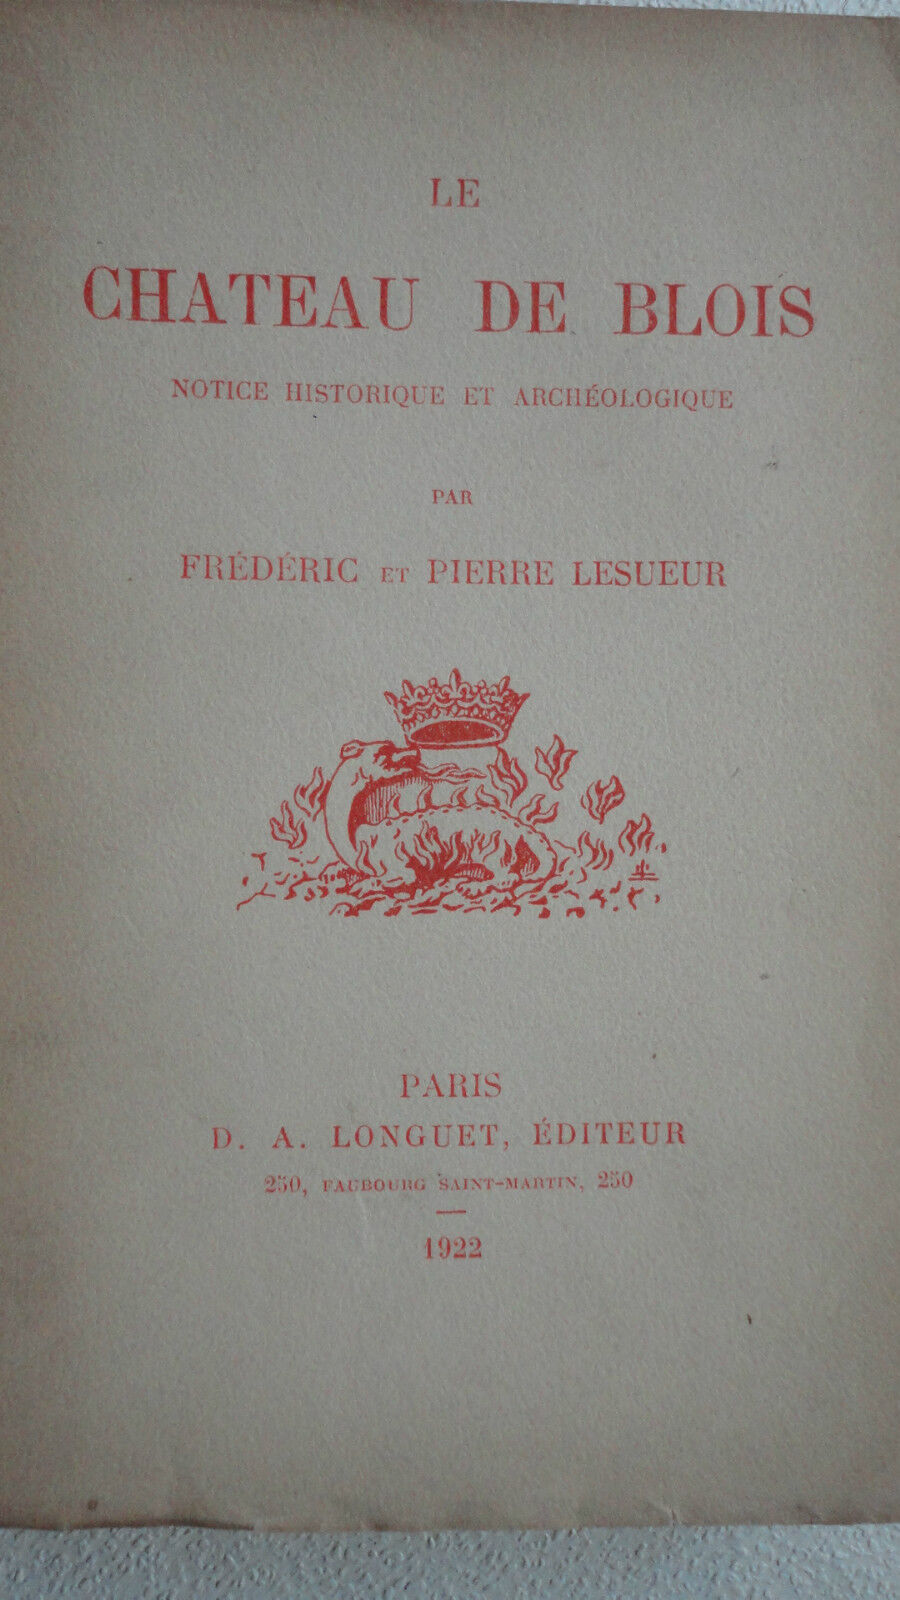 LE
CHATEAU DE BLOIS
NOTICE HISTORIQUE ET ARCHÉOLOGIQUE
PAR
FRÉDÉRIC ET PIERRE LESUEUR
PARIS
D. A. LONGUET, ÉDITEUR
250, FAUBOURG SAINT-MARTIN, 250
1922